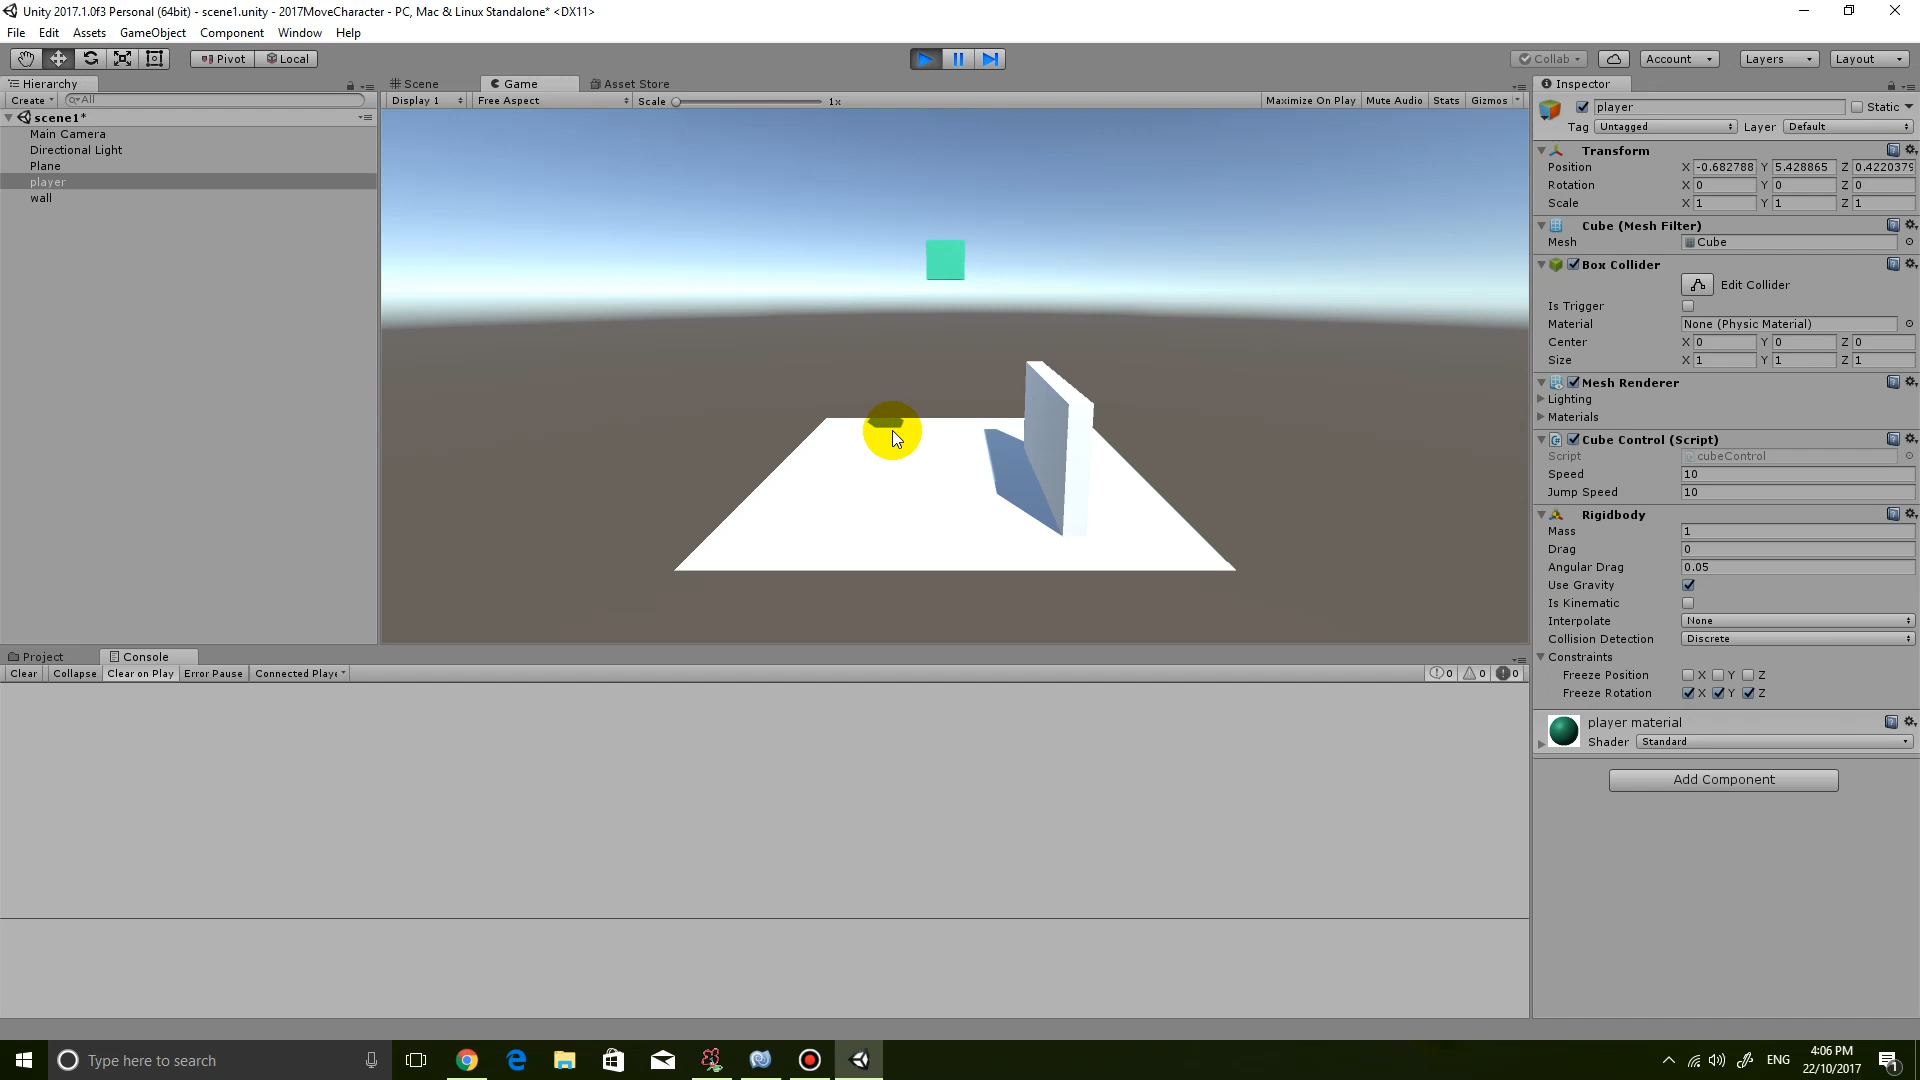 Unity 2017.1.0f3 Personal (64bit) - scene1.unity - 2017MoveCharacter - PC, Mac & Linux Standalone* <DX11>
File Edit Assets GameObject Component Window Help
Pivot Local
Collab Account Layers Layout
Hierarchy
Create All
scene1*
Main Camera
Directional Light
Plane
player
wall
Scene Game Asset Store
Display 1 Free Aspect Scale 1x Maximize On Play Mute Audio Stats Gizmos
Inspector
player Static
Tag Untagged Layer Default
Transform
Position X -0.682788 Y 5.428865 Z 0.4220379
Rotation X 0 Y 0 Z 0
Scale X 1 Y 1 Z 1
Cube (Mesh Filter)
Mesh Cube
Box Collider
Edit Collider
Is Trigger
Material None (Physic Material)
Center X 0 Y 0 Z 0
Size X 1 Y 1 Z 1
Mesh Renderer
Lighting
Materials
Cube Control (Script)
Script cubeControl
Speed 10
Jump Speed 10
Rigidbody
Mass 1
Drag 0
Angular Drag 0.05
Use Gravity
Is Kinematic
Interpolate None
Collision Detection Discrete
Constraints
Freeze Position X Y Z
Freeze Rotation X Y Z
player material
Shader Standard
Add Component
Project Console
Clear Collapse Clear on Play Error Pause Connected Playe 0 0 0
Type here to search
ENG
4:06 PM
22/10/2017
1